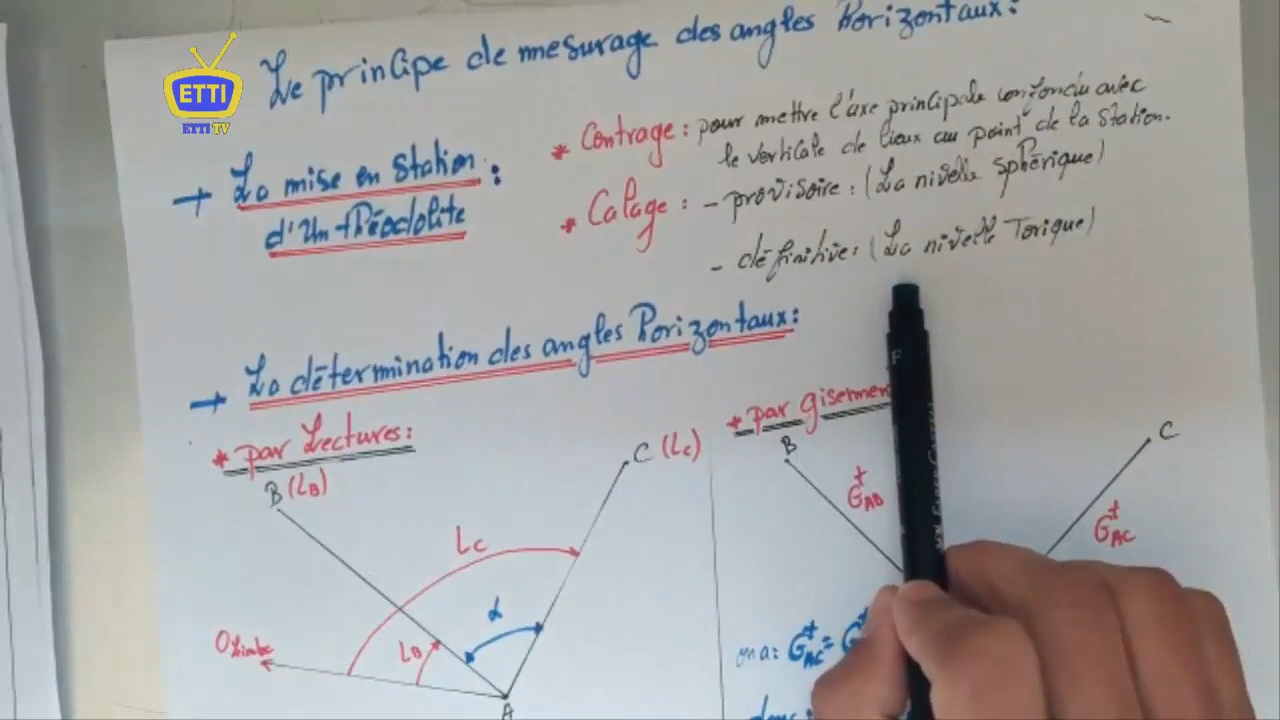 ETTI
ETTI TV
Le principe de mesurage des angles Horizontaux:
→ La mise en Station :
d'Un théodolite
* Contrage : pour mettre l'axe principale confondu avec
le verticale de lieux au point de la station.
* Calage : - provisoire : (La nivelle sphérique)
- définitive : (La nivelle Torique)
→ La détermination des angles Horizontaux :
* par Lectures :
B (LB)
C (Lc)
Lc
α
LB
O Limbe
A
* par gisemen
B
C
G AB
G AC
on a : G AC = G
donc :